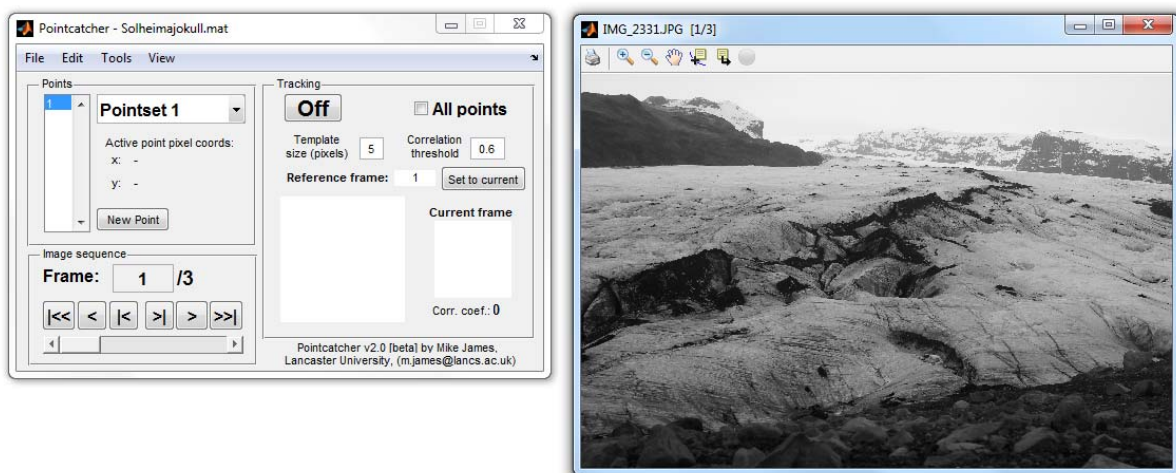 Pointcatcher - Solheimajokull.mat
File Edit Tools View
Points
1
Pointset 1
Active point pixel coords:
x: -
y: -
New Point
Image sequence
Frame: 1 /3
|<< < |< >| > >>|
Tracking
Off
All points
Template size (pixels) 5
Correlation threshold 0.6
Reference frame: 1 Set to current
Current frame
Corr. coef.: 0
Pointcatcher v2.0 [beta] by Mike James,
Lancaster University, (m.james@lancs.ac.uk)
IMG_2331.JPG [1/3]